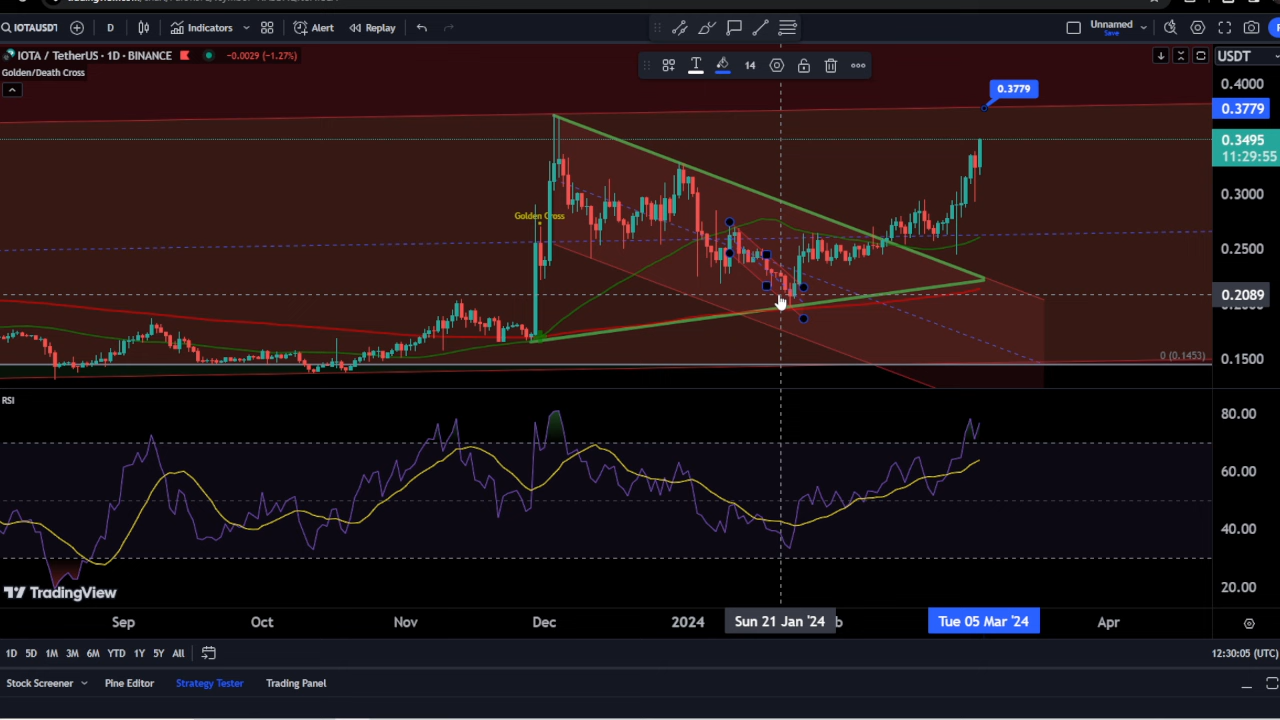 IOTAUSDT
D
Indicators
Alert
Replay
Unnamed
Save
IOTA / TetherUS · 1D · BINANCE
−0.0029 (−1.27%)
Golden/Death Cross
14
USDT
0.4000
0.3779
0.3779
0.3495
11:29:55
0.3000
0.2500
0.2089
0.1500
Golden Cross
0 (0.1453)
RSI
80.00
60.00
40.00
20.00
TradingView
Sep
Oct
Nov
Dec
2024
Sun 21 Jan '24
Tue 05 Mar '24
Apr
1D 5D 1M 3M 6M YTD 1Y 5Y All
12:30:05 (UTC)
Stock Screener
Pine Editor
Strategy Tester
Trading Panel